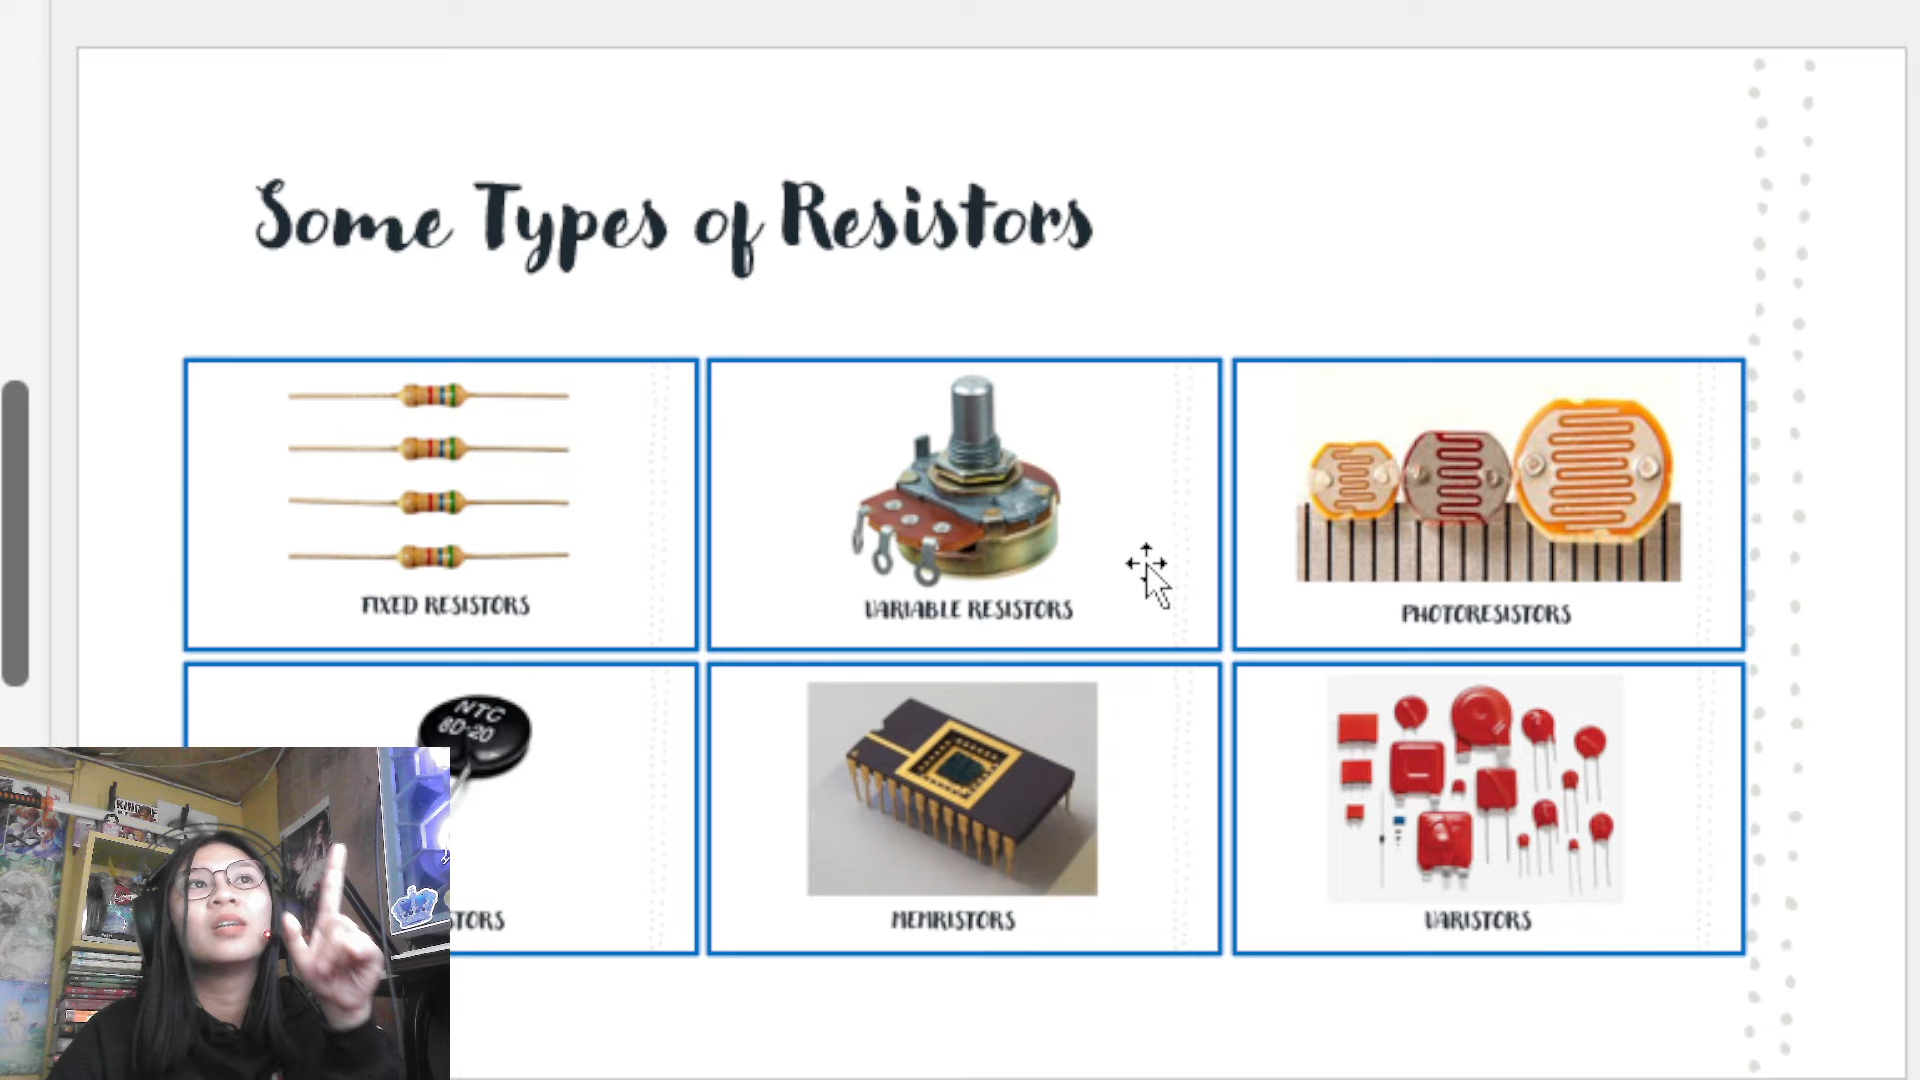 Some Types of Resistors
FIXED RESISTORS
VARIABLE RESISTORS
PHOTORESISTORS
NTC
8D-20
STORS
MEMRISTORS
VARISTORS